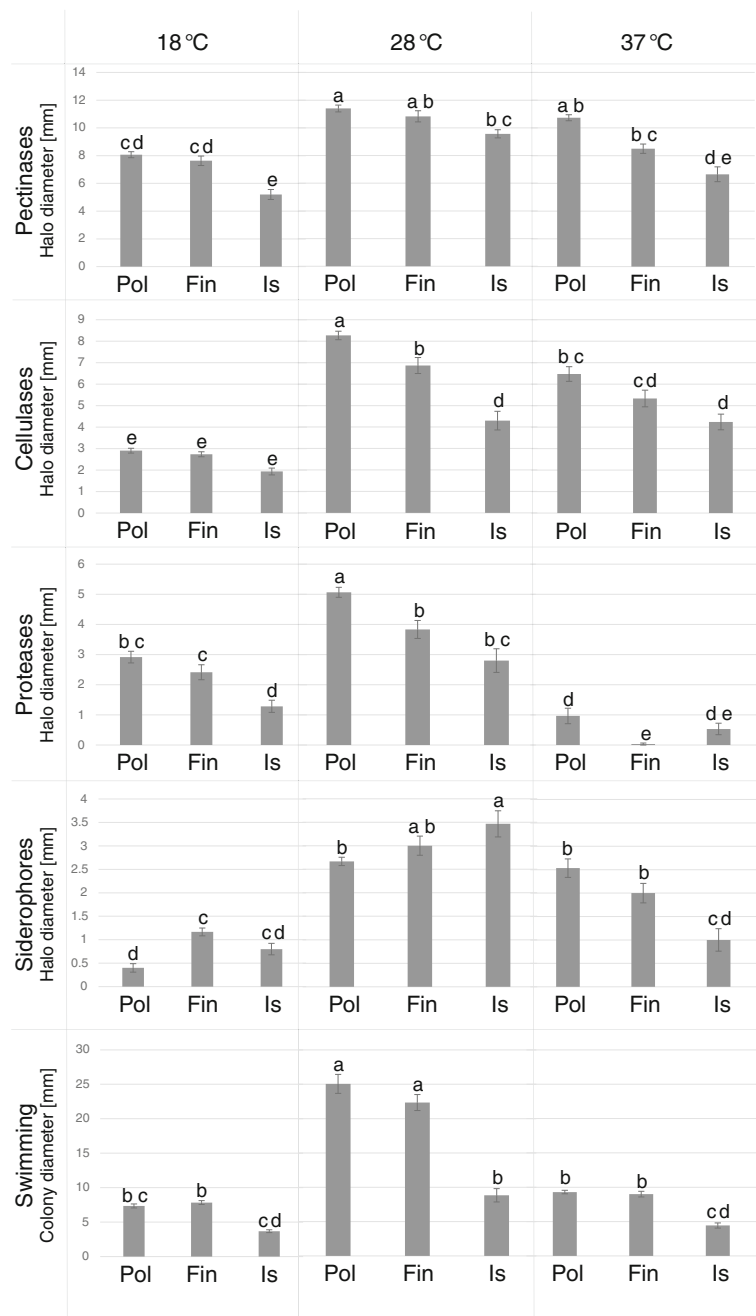 18 °C 28 °C 37 °C
Pectinases
Halo diameter [mm]
14
12
10
8
6
4
2
0
c d c d e a a b b c a b b c d e
Pol Fin Is Pol Fin Is Pol Fin Is
Cellulases
Halo diameter [mm]
9
8
7
6
5
4
3
2
1
0
e e e a b d b c c d d
Pol Fin Is Pol Fin Is Pol Fin Is
Proteases
Halo diameter [mm]
6
5
4
3
2
1
0
b c c d a b b c d e d e
Pol Fin Is Pol Fin Is Pol Fin Is
Siderophores
Halo diameter [mm]
4
3.5
3
2.5
2
1.5
1
0.5
0
d c c d b a b a b b c d
Pol Fin Is Pol Fin Is Pol Fin Is
Swimming
Colony diameter [mm]
30
25
20
15
10
5
0
b c b c d a a b b b c d
Pol Fin Is Pol Fin Is Pol Fin Is